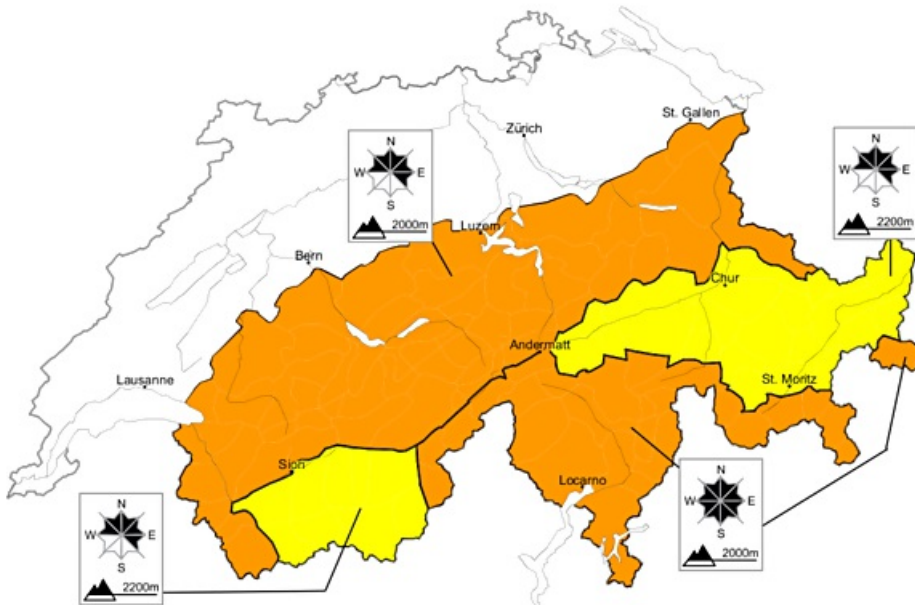 St. Gallen
Zürich
N
W E
S
2000m
N
W E
S
2200m
Luzern
Bern
Chur
Andermatt
Lausanne
St. Moritz
Sion
Locarno
N
W E
S
2200m
N
W E
S
2000m